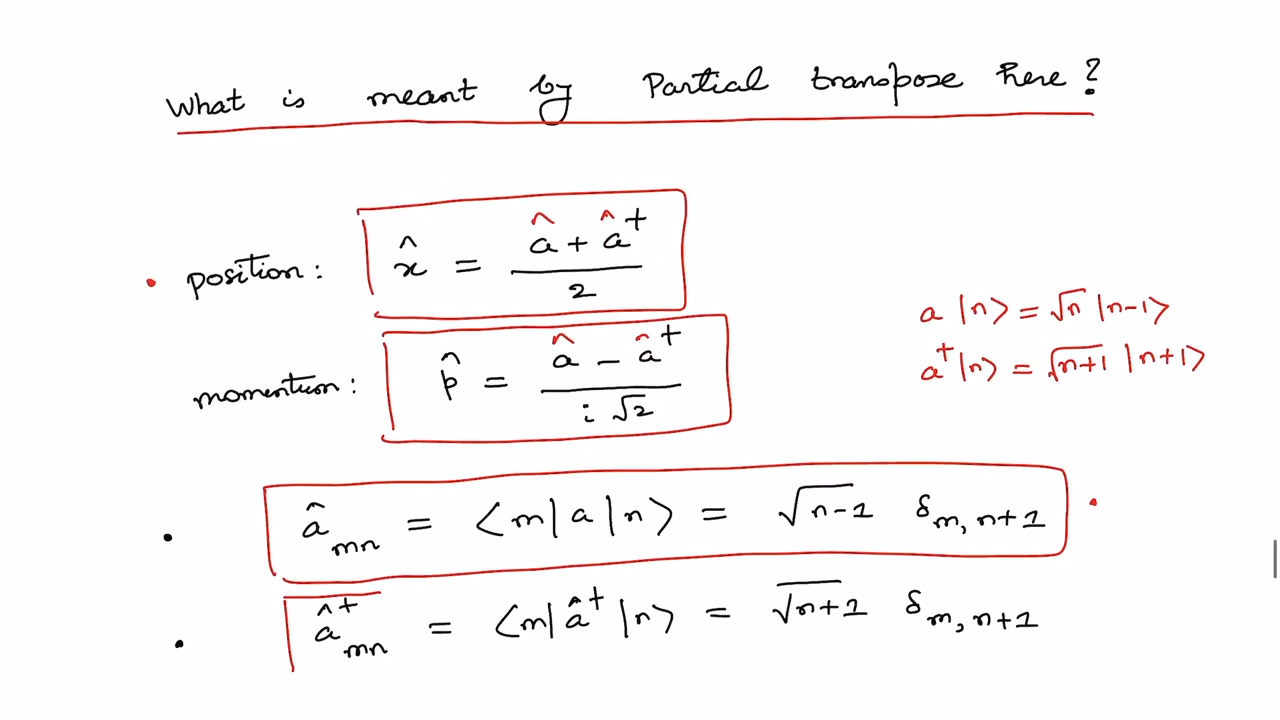 What is meant by Partial transpose here?
position: x̂ = (â + â†)/2
a |n⟩ = √n |n-1⟩
momentum: p̂ = (â − â†)/(i √2)
a† |n⟩ = √(n+1) |n+1⟩
â_mn = ⟨m| a |n⟩ = √(n-1) δ_m,n+1
â†_mn = ⟨m| â† |n⟩ = √(n+1) δ_m,n+1